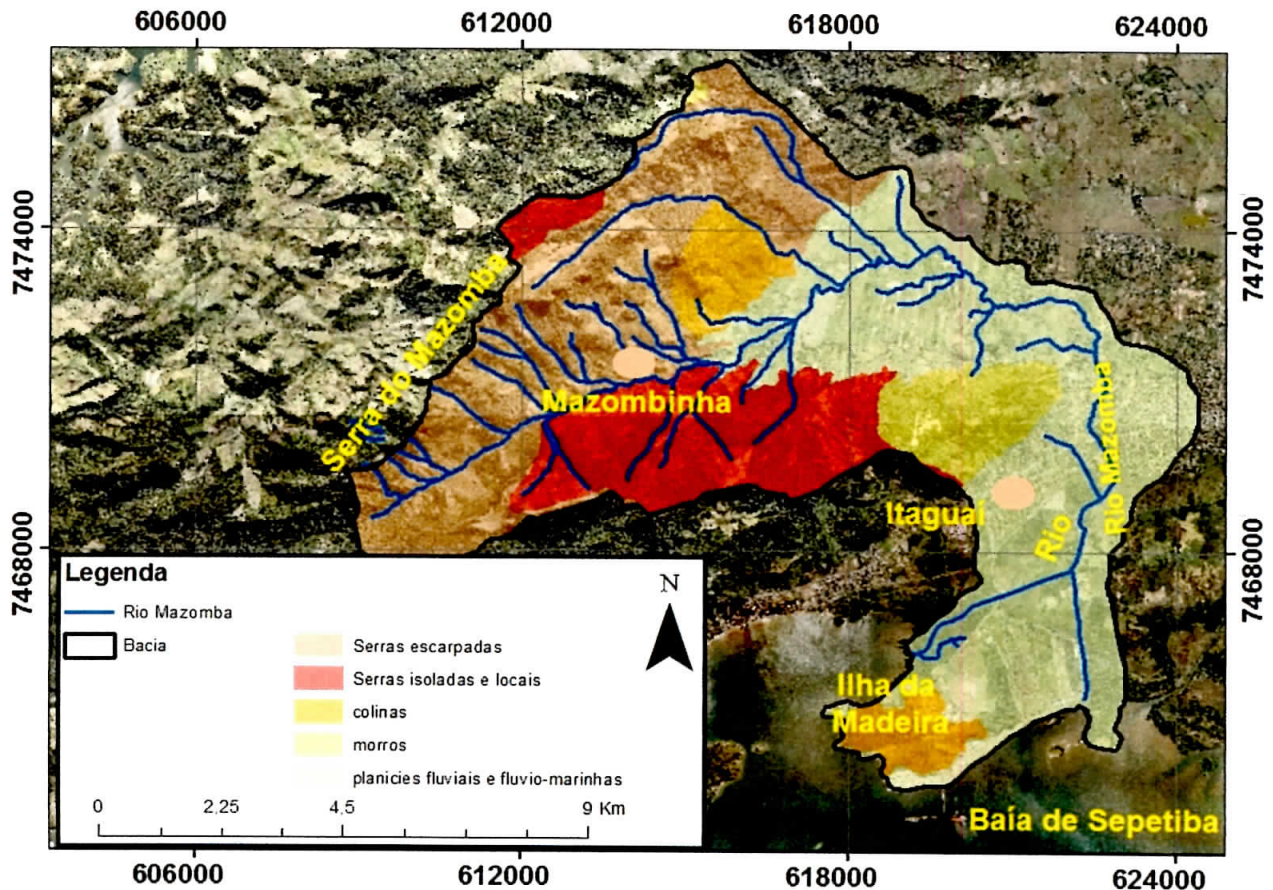 606000
612000
618000
624000
7474000
7474000
Serra do Mazomba
Mazombinha
Rio Mazomba
Itaguaí
Rio
7468000
7468000
Legenda
Rio Mazomba
Bacia
Serras escarpadas
Serras isoladas e locais
colinas
morros
planicies fluviais e fluvio-marinhas
N
0 2,25 4,5 9 Km
Ilha da
Madeira
Baía de Sepetiba
606000
612000
618000
624000